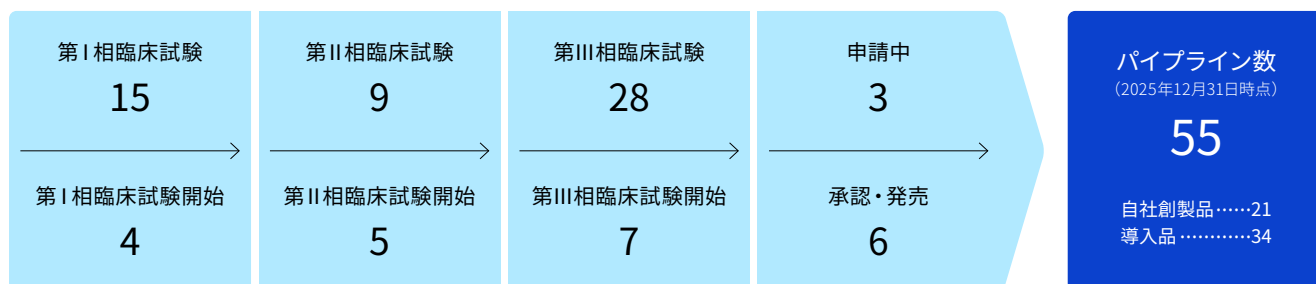 第Ⅰ相臨床試験
15
第Ⅰ相臨床試験開始
4
第Ⅱ相臨床試験
9
第Ⅱ相臨床試験開始
5
第Ⅲ相臨床試験
28
第Ⅲ相臨床試験開始
7
申請中
3
承認・発売
6
パイプライン数
（2025年12月31日時点）
55
自社創製品……21
導入品…………34